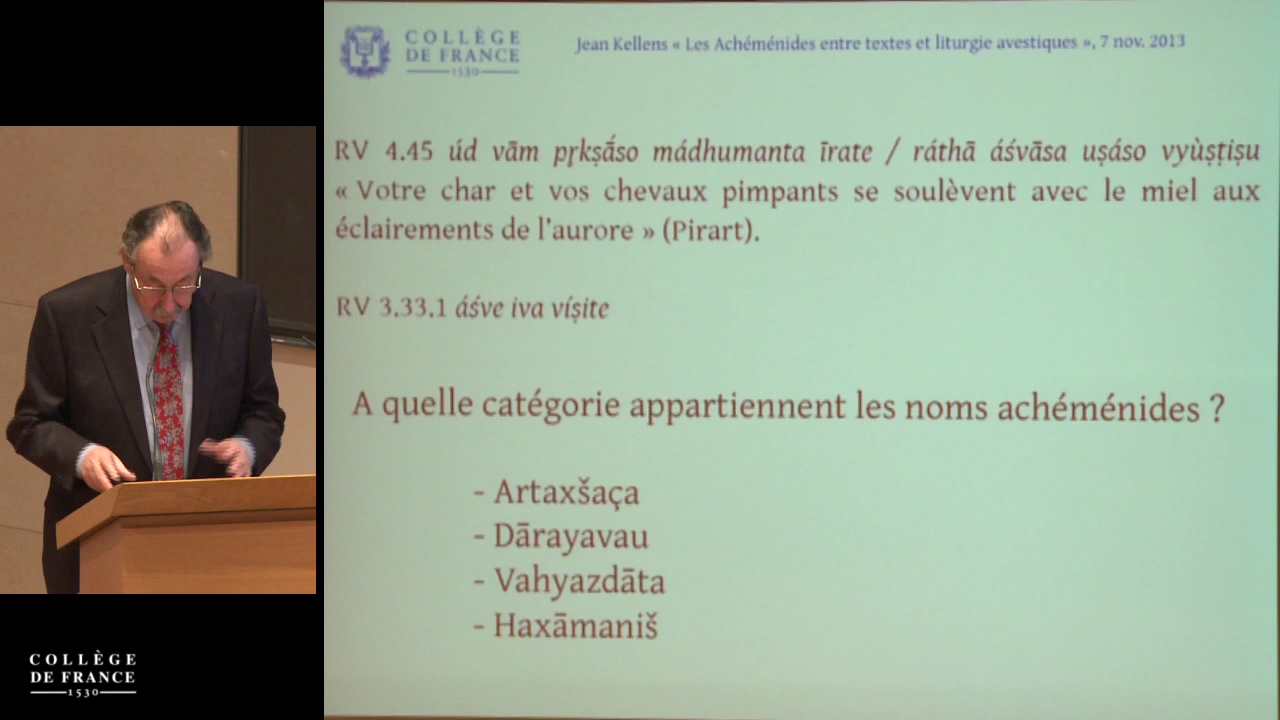 COLLÈGE
DE FRANCE
1530
Jean Kellens « Les Achéménides entre textes et liturgie avestiques », 7 nov. 2013
RV 4.45 úd vām pṛkṣā́so mádhumanta īrate / ráthā áśvāsa uṣáso vyùṣṭiṣu
« Votre char et vos chevaux pimpants se soulèvent avec le miel aux
éclairements de l'aurore » (Pirart).
RV 3.33.1 áśve iva víṣite
A quelle catégorie appartiennent les noms achéménides ?
- Artaxšaça
- Dārayavau
- Vahyazdāta
- Haxāmaniš
COLLÈGE
DE FRANCE
1530